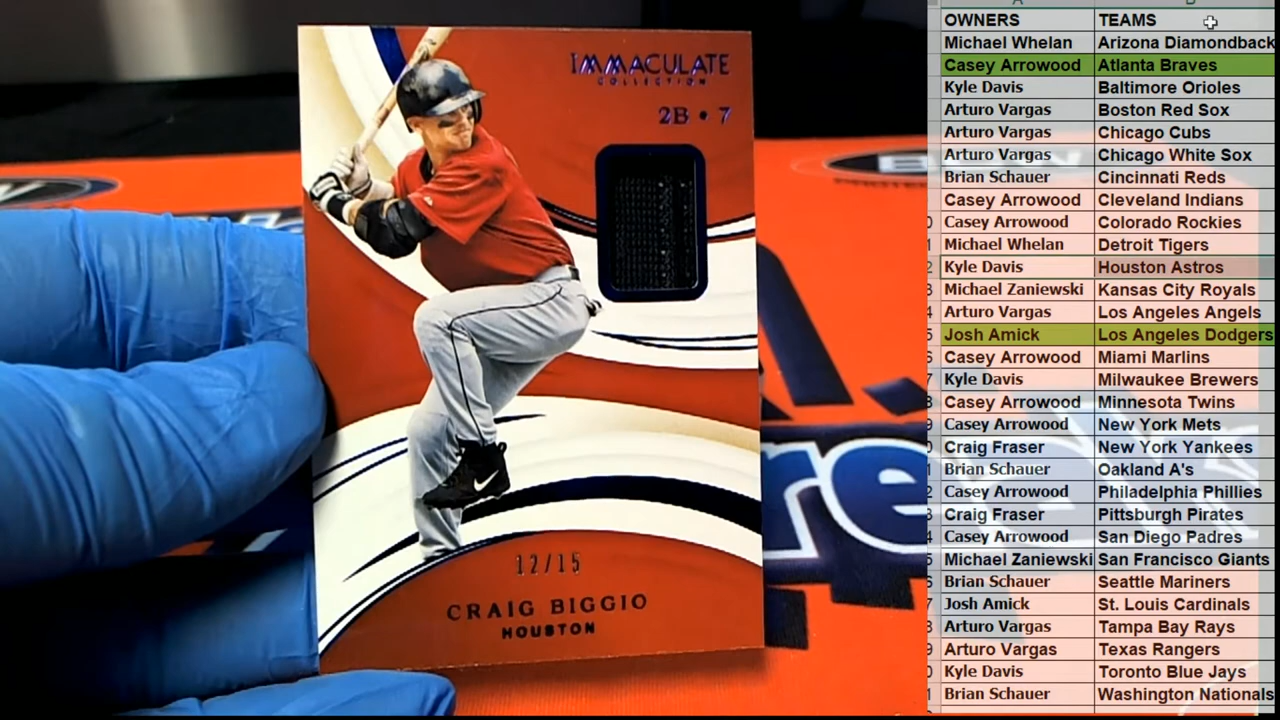 IMMACULATE
COLLECTION
2B • 7
12/15
CRAIG BIGGIO
HOUSTON
re
OWNERS TEAMS
Michael Whelan Arizona Diamondback
Casey Arrowood Atlanta Braves
Kyle Davis Baltimore Orioles
Arturo Vargas Boston Red Sox
Arturo Vargas Chicago Cubs
Arturo Vargas Chicago White Sox
Brian Schauer Cincinnati Reds
Casey Arrowood Cleveland Indians
Casey Arrowood Colorado Rockies
Michael Whelan Detroit Tigers
Kyle Davis Houston Astros
Michael Zaniewski Kansas City Royals
Arturo Vargas Los Angeles Angels
Josh Amick Los Angeles Dodgers
Casey Arrowood Miami Marlins
Kyle Davis Milwaukee Brewers
Casey Arrowood Minnesota Twins
Casey Arrowood New York Mets
Craig Fraser New York Yankees
Brian Schauer Oakland A's
Casey Arrowood Philadelphia Phillies
Craig Fraser Pittsburgh Pirates
Casey Arrowood San Diego Padres
Michael Zaniewski San Francisco Giants
Brian Schauer Seattle Mariners
Josh Amick St. Louis Cardinals
Arturo Vargas Tampa Bay Rays
Arturo Vargas Texas Rangers
Kyle Davis Toronto Blue Jays
Brian Schauer Washington Nationals